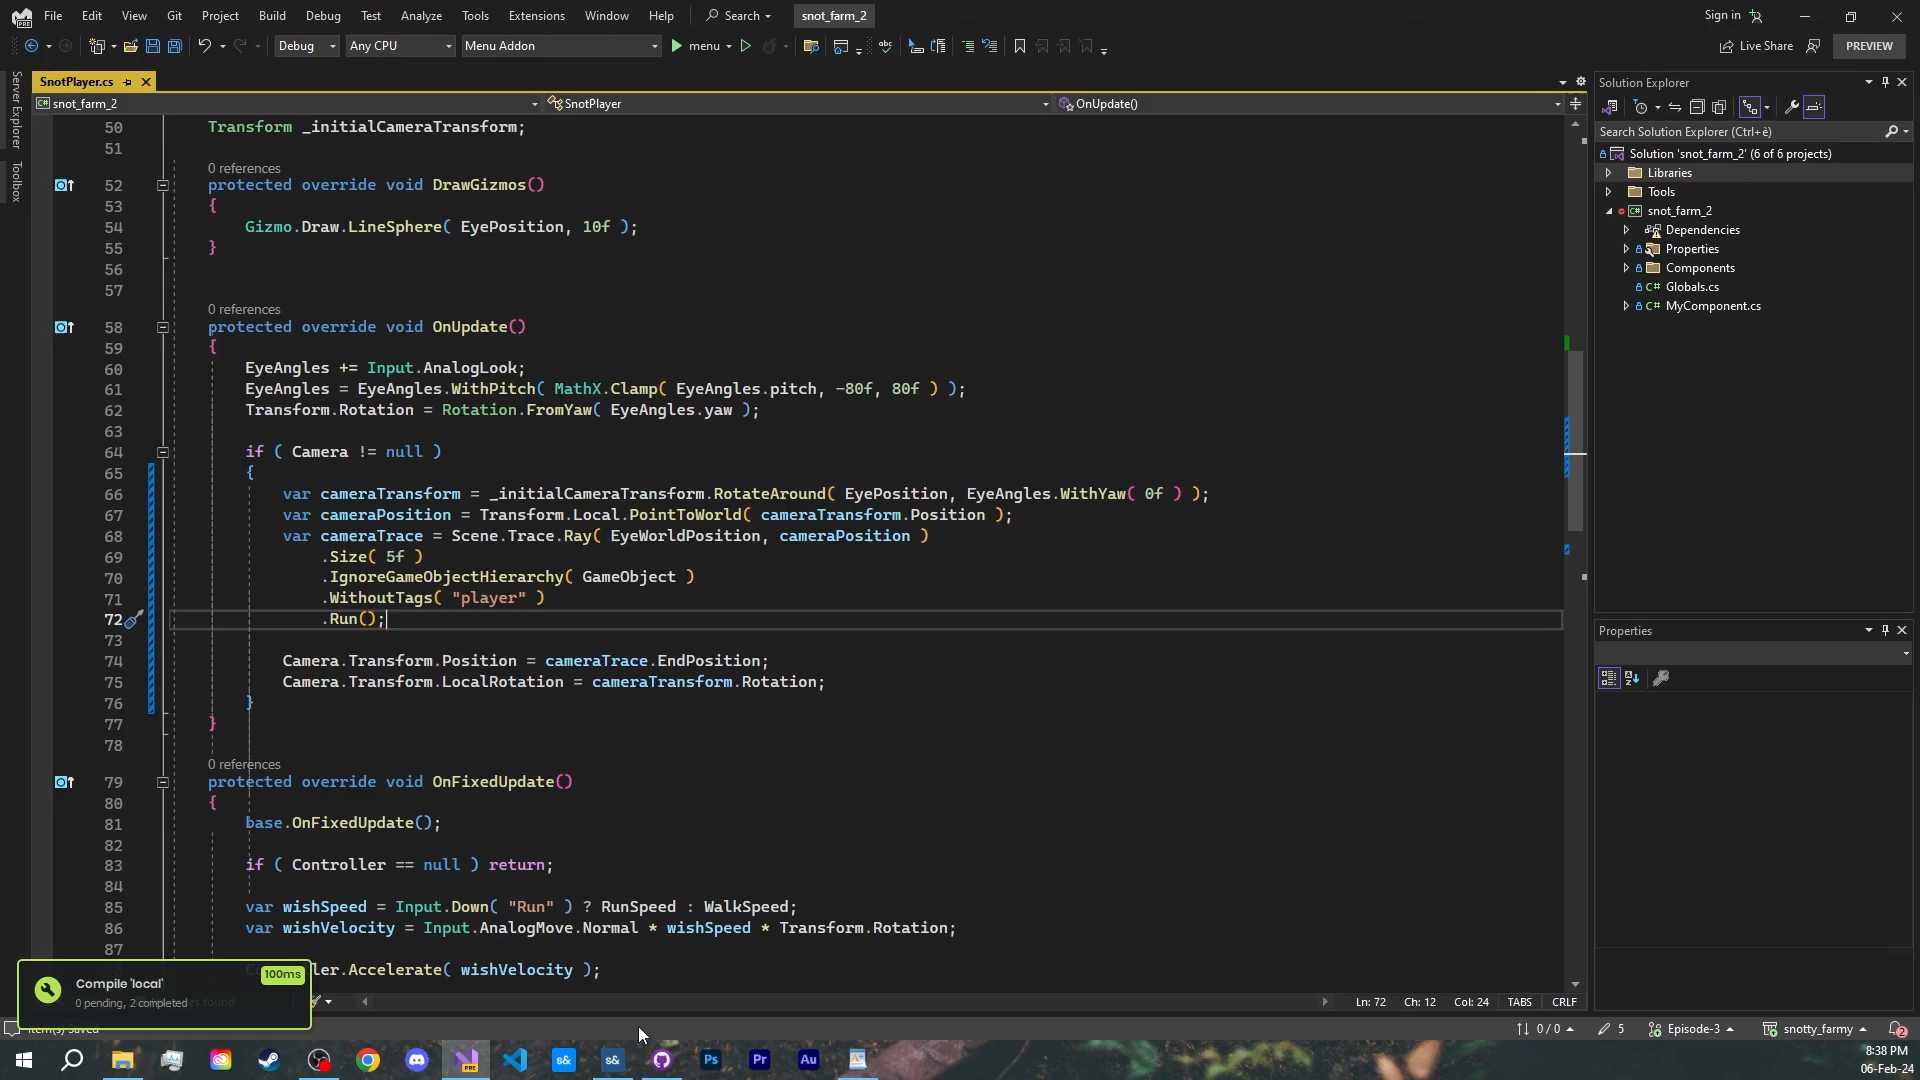 File Edit View Git Project Build Debug Test Analyze Tools Extensions Window Help Search snot_farm_2 Sign in
Debug Any CPU Menu Addon menu Live Share PREVIEW
Server Explorer
Toolbox
SnotPlayer.cs
snot_farm_2 SnotPlayer OnUpdate()
50 Transform _initialCameraTransform;
51
0 references
52 protected override void DrawGizmos()
53 {
54 Gizmo.Draw.LineSphere( EyePosition, 10f );
55 }
56
57
0 references
58 protected override void OnUpdate()
59 {
60 EyeAngles += Input.AnalogLook;
61 EyeAngles = EyeAngles.WithPitch( MathX.Clamp( EyeAngles.pitch, -80f, 80f ) );
62 Transform.Rotation = Rotation.FromYaw( EyeAngles.yaw );
63
64 if ( Camera != null )
65 {
66 var cameraTransform = _initialCameraTransform.RotateAround( EyePosition, EyeAngles.WithYaw( 0f ) );
67 var cameraPosition = Transform.Local.PointToWorld( cameraTransform.Position );
68 var cameraTrace = Scene.Trace.Ray( EyeWorldPosition, cameraPosition )
69 .Size( 5f )
70 .IgnoreGameObjectHierarchy( GameObject )
71 .WithoutTags( "player" )
72 .Run();
73
74 Camera.Transform.Position = cameraTrace.EndPosition;
75 Camera.Transform.LocalRotation = cameraTransform.Rotation;
76 }
77 }
78
0 references
79 protected override void OnFixedUpdate()
80 {
81 base.OnFixedUpdate();
82
83 if ( Controller == null ) return;
84
85 var wishSpeed = Input.Down( "Run" ) ? RunSpeed : WalkSpeed;
86 var wishVelocity = Input.AnalogMove.Normal * wishSpeed * Transform.Rotation;
87
ler.Accelerate( wishVelocity );
Compile 'local' 100ms
0 pending, 2 completed
Ln: 72 Ch: 12 Col: 24 TABS CRLF
Item(s) Saved 0 / 0 5 Episode-3 snotty_farmy 2
Solution Explorer
Search Solution Explorer (Ctrl+è)
Solution 'snot_farm_2' (6 of 6 projects)
Libraries
Tools
snot_farm_2
Dependencies
Properties
Components
Globals.cs
MyComponent.cs
Properties
PRE s& s& Ps Pr Au
8:38 PM
06-Feb-24